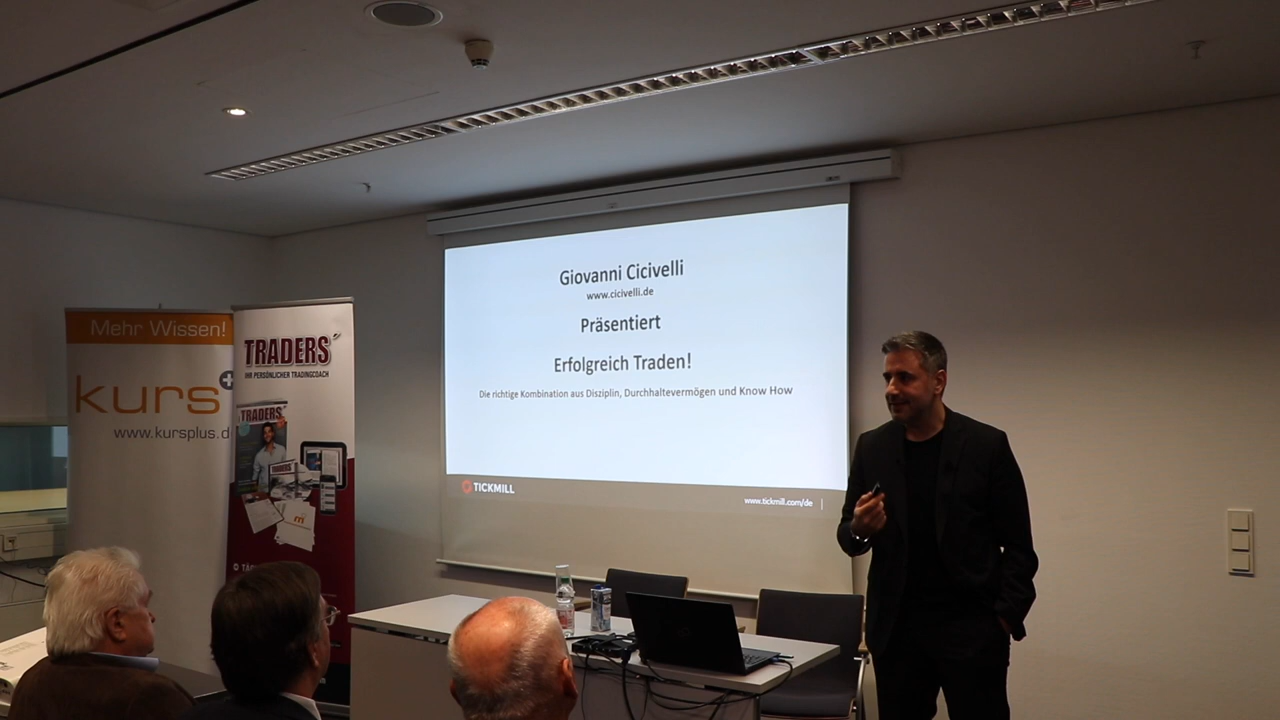 Giovanni Cicivelli
www.cicivelli.de
Präsentiert
Erfolgreich Traden!
Die richtige Kombination aus Disziplin, Durchhaltevermögen und Know How
TICKMILL
www.tickmill.com/de
Mehr Wissen!
kurs+
www.kursplus.d
TRADERS'
IHR PERSÖNLICHER TRADINGCOACH
TRADERS'